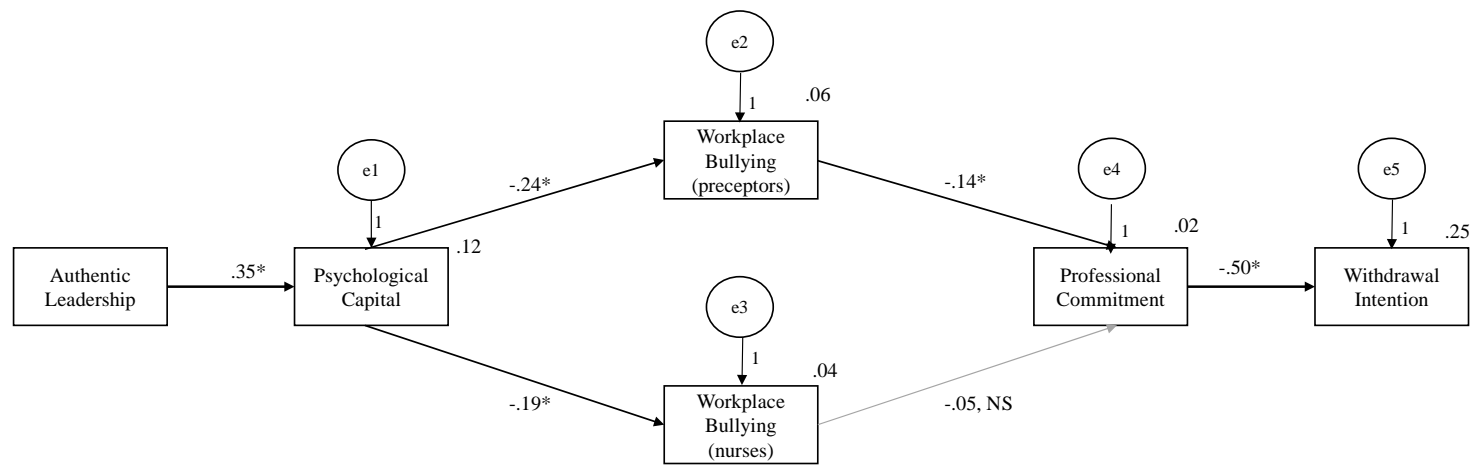 e2
1
.06
Workplace
Bullying
(preceptors)
e1
1
-.24*
.12
-.14*
e4
1
.02
e5
1
.25
Authentic
Leadership
.35*
Psychological
Capital
Professional
Commitment
-.50*
Withdrawal
Intention
e3
1
.04
-.19*
Workplace
Bullying
(nurses)
-.05, NS